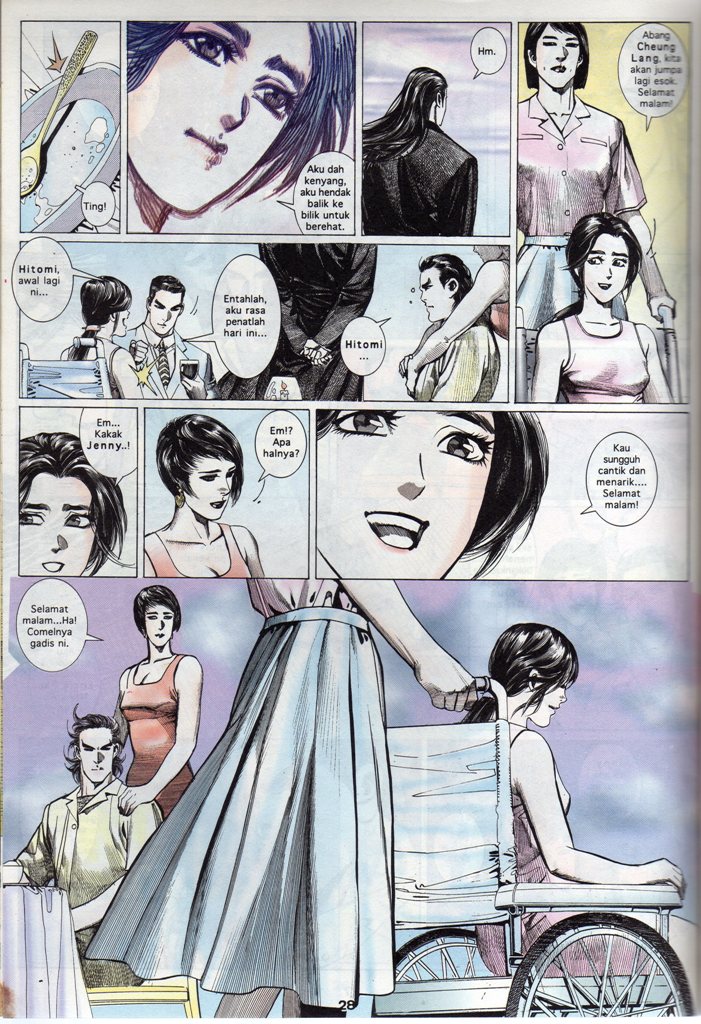 Ting!
Aku dah
kenyang,
aku hendak
balik ke
bilik untuk
berehat.
Hm.
Abang
Cheung
Lang, kita
akan jumpa
lagi esok.
Selamat
malam!
Hitomi,
awal lagi
ni...
Entahlah,
aku rasa
penatlah
hari ini...
Hitomi
...
Em...
Kakak
Jenny..!
Em!?
Apa
halnya?
Kau
sungguh
cantik dan
menarik....
Selamat
malam!
Selamat
malam...Ha!
Comelnya
gadis ni.
28